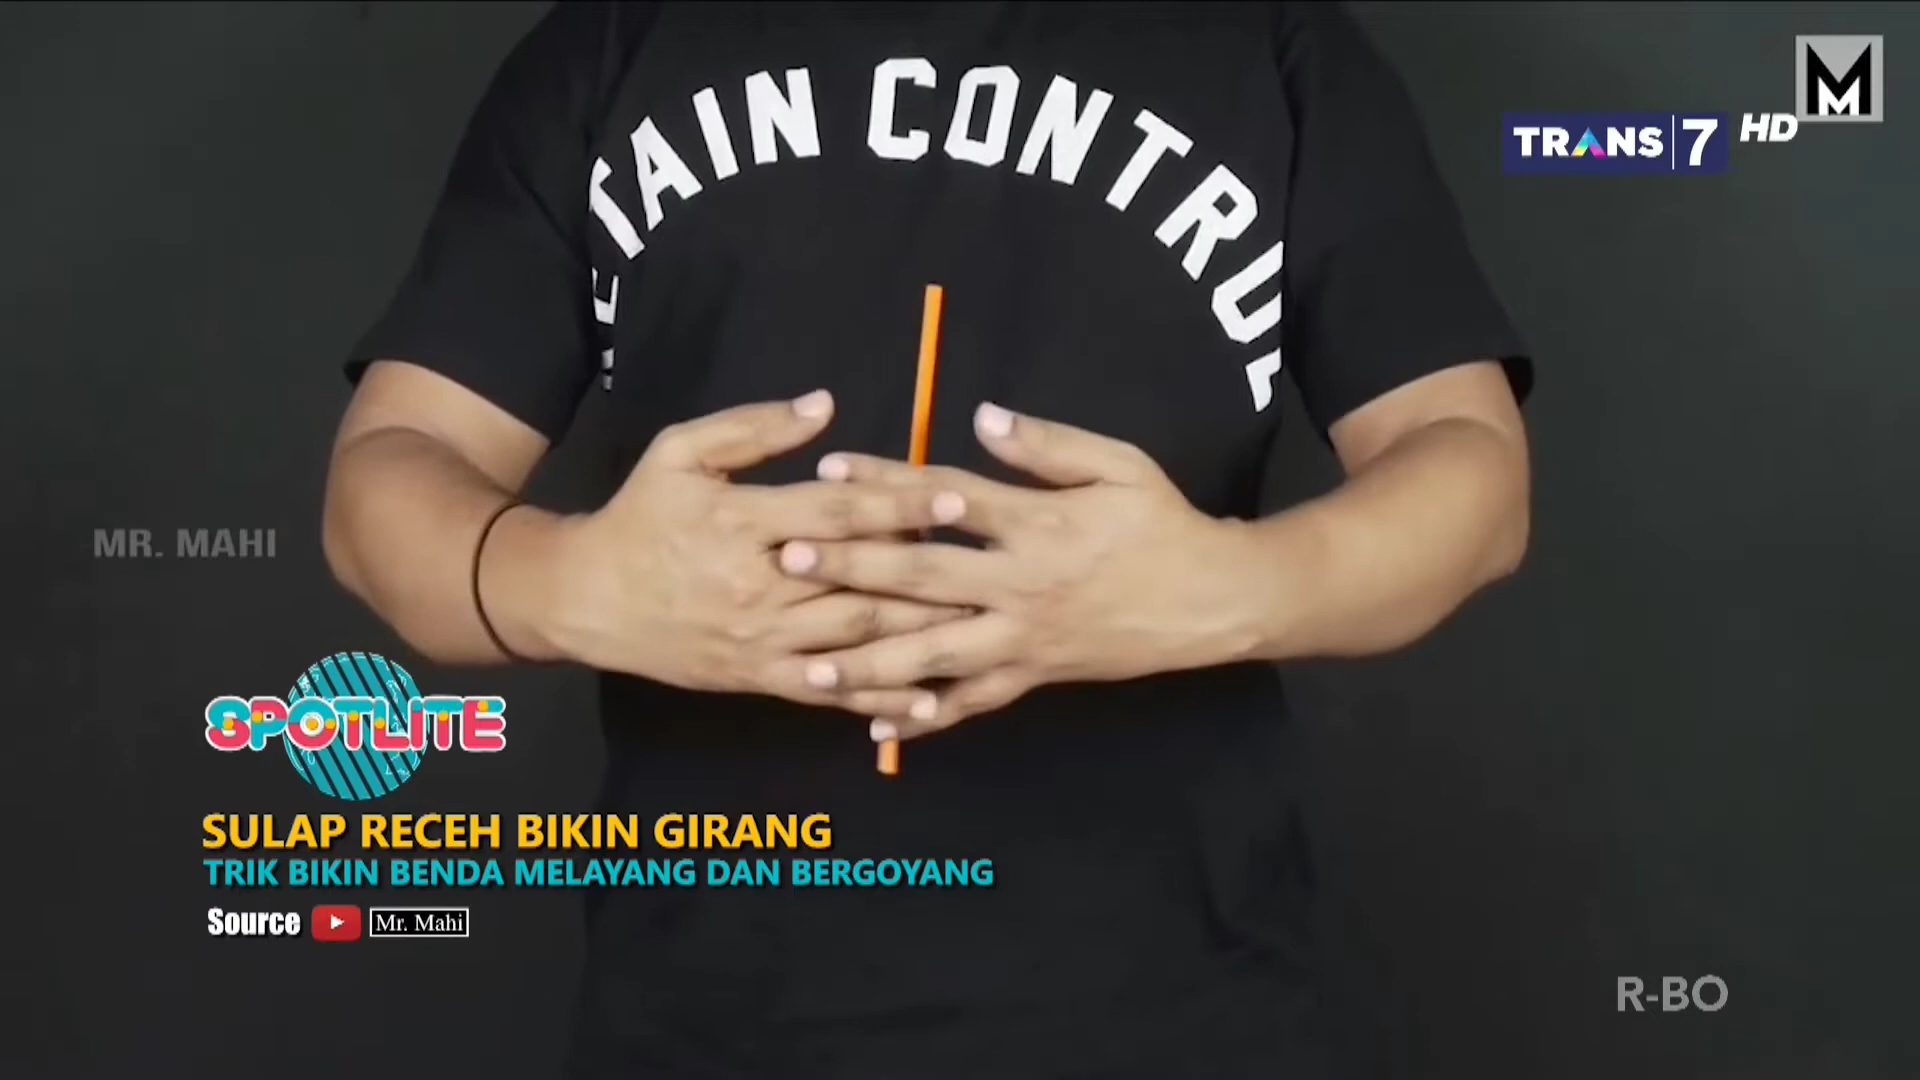 TAIN CONTROL
TRANS|7 HD
M
MR. MAHI
SPOTLITE
SULAP RECEH BIKIN GIRANG
TRIK BIKIN BENDA MELAYANG DAN BERGOYANG
Source Mr. Mahi
R-BO